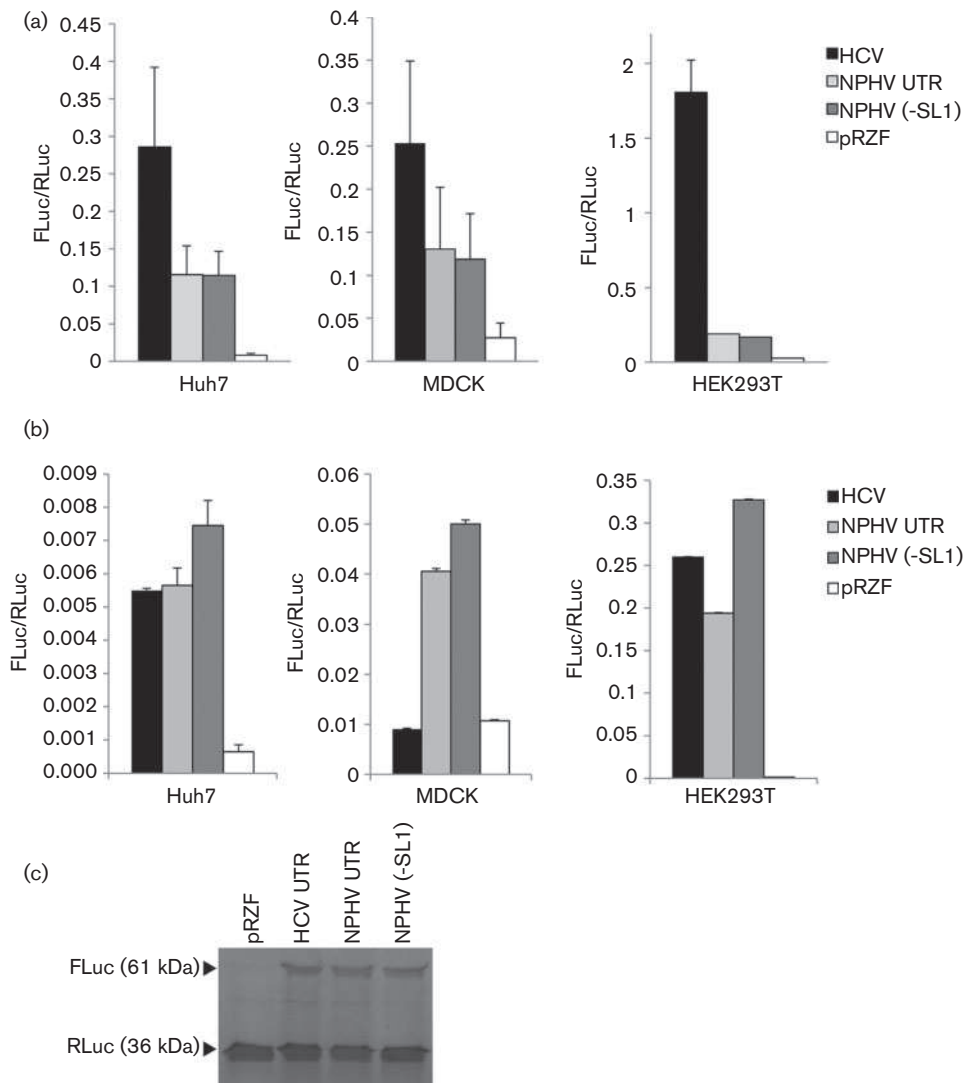 (a)
FLuc/RLuc
0.45
0.4
0.35
0.3
0.25
0.2
0.15
0.1
0.05
0
Huh7
FLuc/RLuc
0.4
0.35
0.3
0.25
0.2
0.15
0.1
0.05
0
MDCK
FLuc/RLuc
2
1.5
1
0.5
0
HEK293T
HCV
NPHV UTR
NPHV (-SL1)
pRZF
(b)
FLuc/RLuc
0.009
0.008
0.007
0.006
0.005
0.004
0.003
0.002
0.001
0.000
Huh7
FLuc/RLuc
0.06
0.05
0.04
0.03
0.02
0.01
0
MDCK
FLuc/RLuc
0.35
0.3
0.25
0.2
0.15
0.1
0.05
0
HEK293T
HCV
NPHV UTR
NPHV (-SL1)
pRZF
(c)
pRZF
HCV UTR
NPHV UTR
NPHV (-SL1)
FLuc (61 kDa)
RLuc (36 kDa)